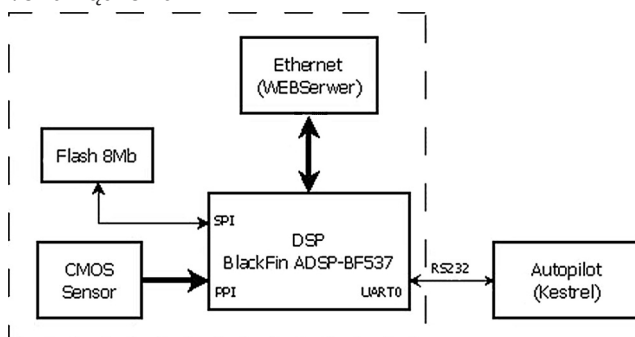 Ethernet
(WEBSerwer)
Flash 8Mb
SPI
DSP
BlackFin ADSP-BF537
CMOS
Sensor
PPI
UART0
RS232
Autopilot
(Kestrel)